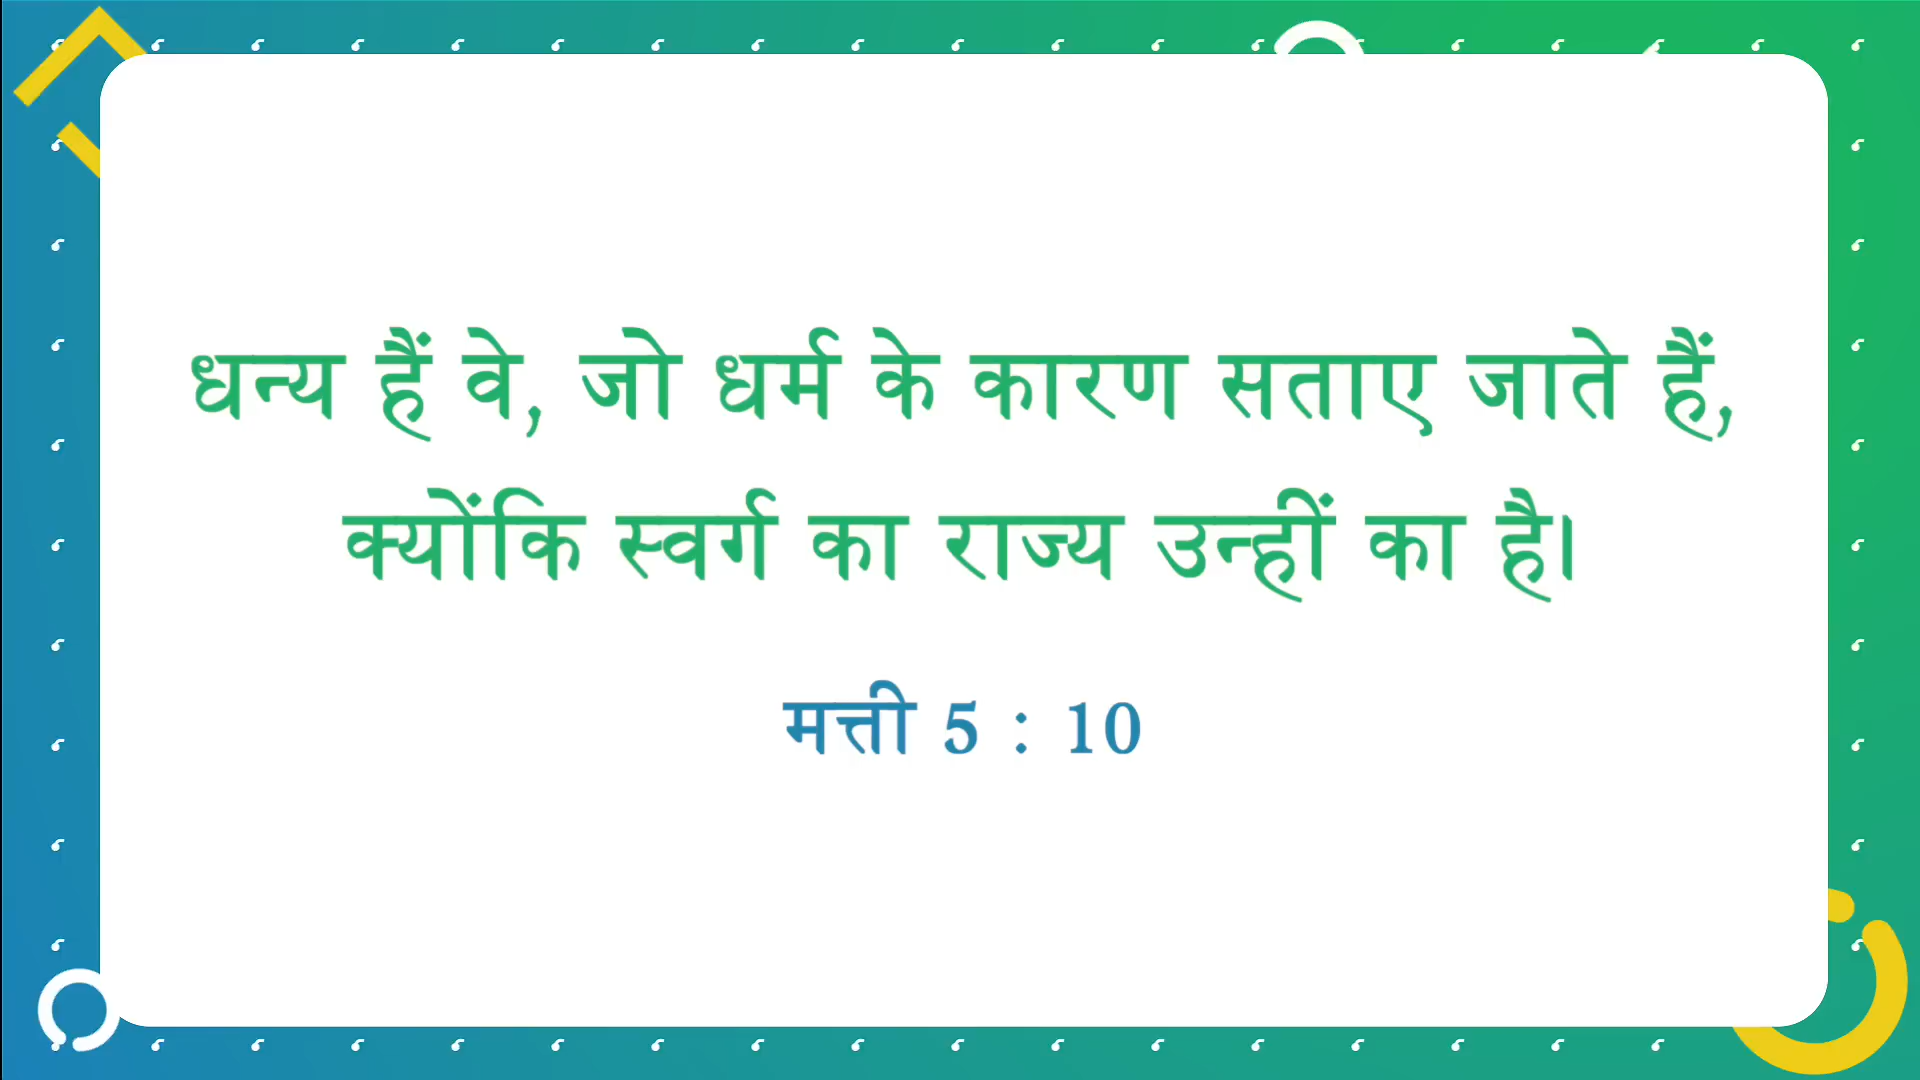 धन्य हैं वे, जो धर्म के कारण सताए जाते हैं,
क्योंकि स्वर्ग का राज्य उन्हीं का है।
मत्ती 5 : 10